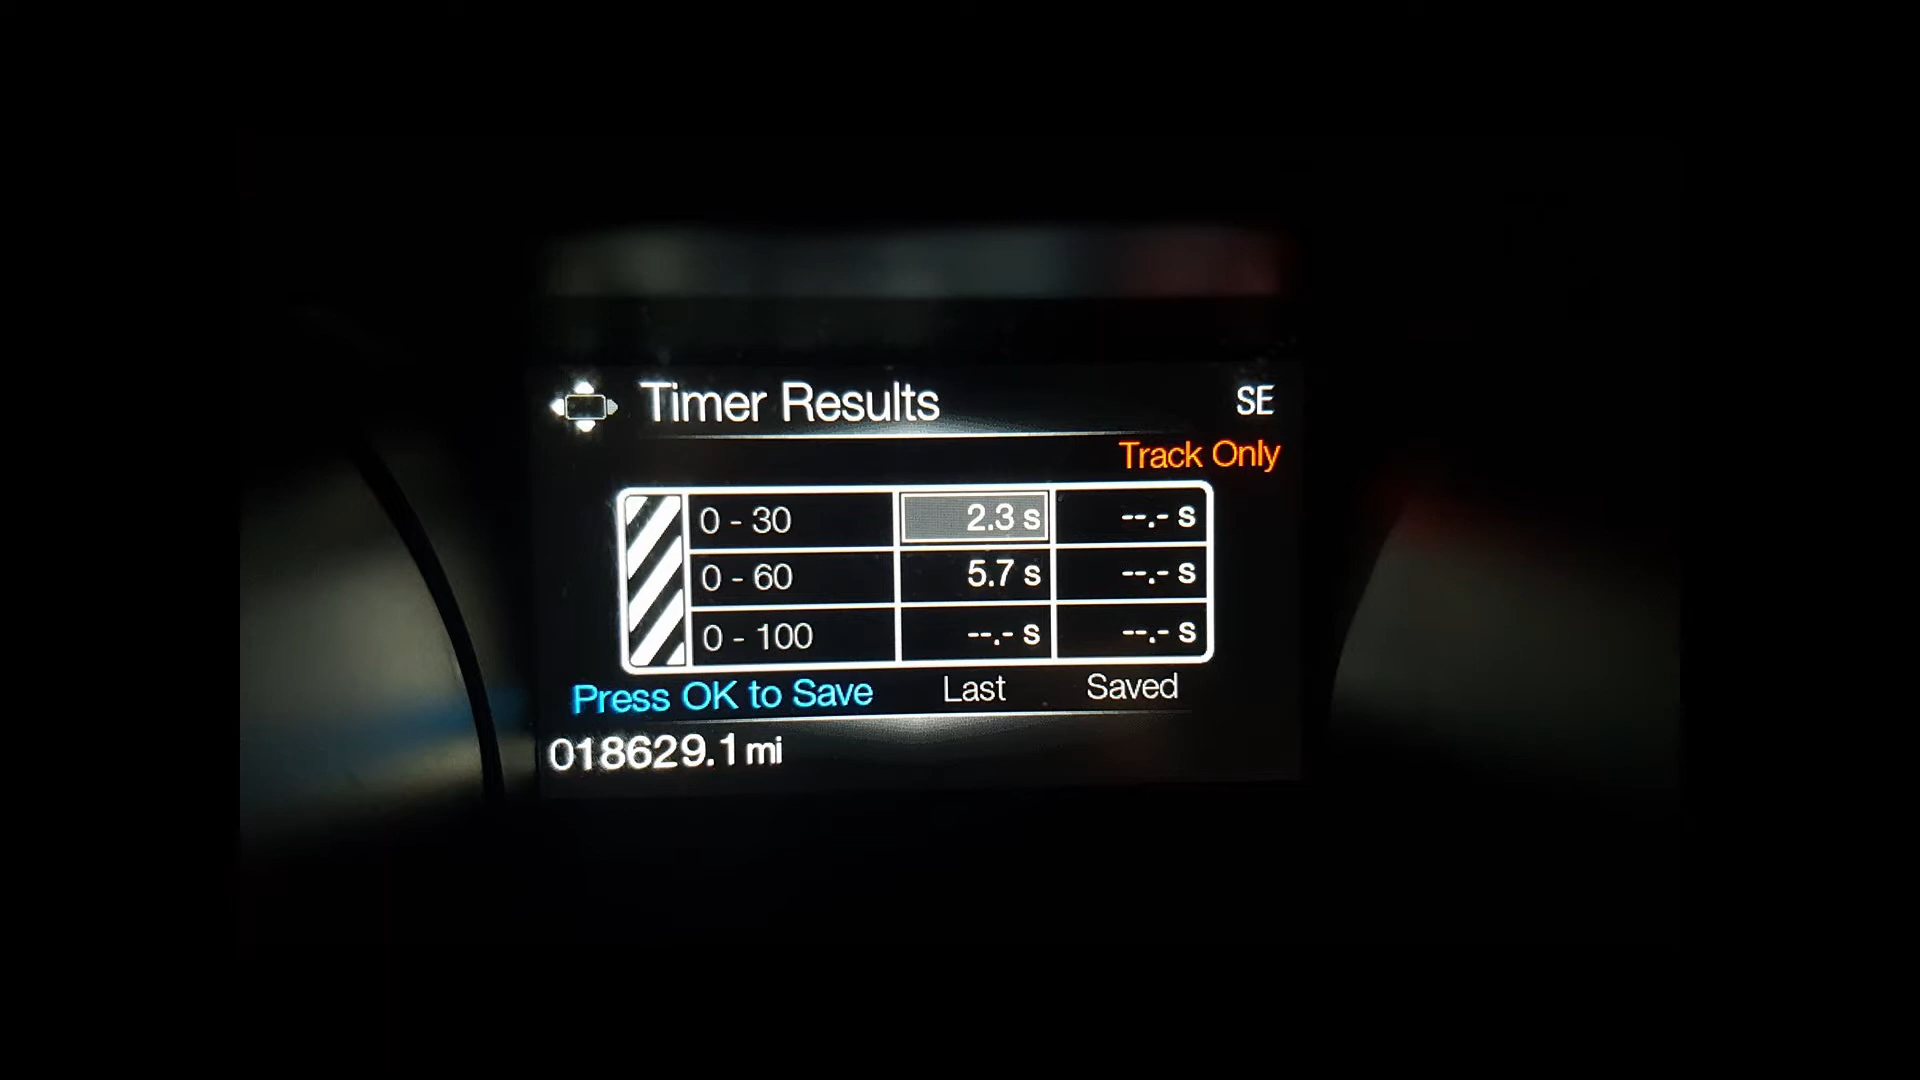 Timer Results SE
Track Only
0 - 30 2.3 s --.- s
0 - 60 5.7 s --.- s
0 - 100 --.- s --.- s
Press OK to Save Last Saved
018629.1 mi